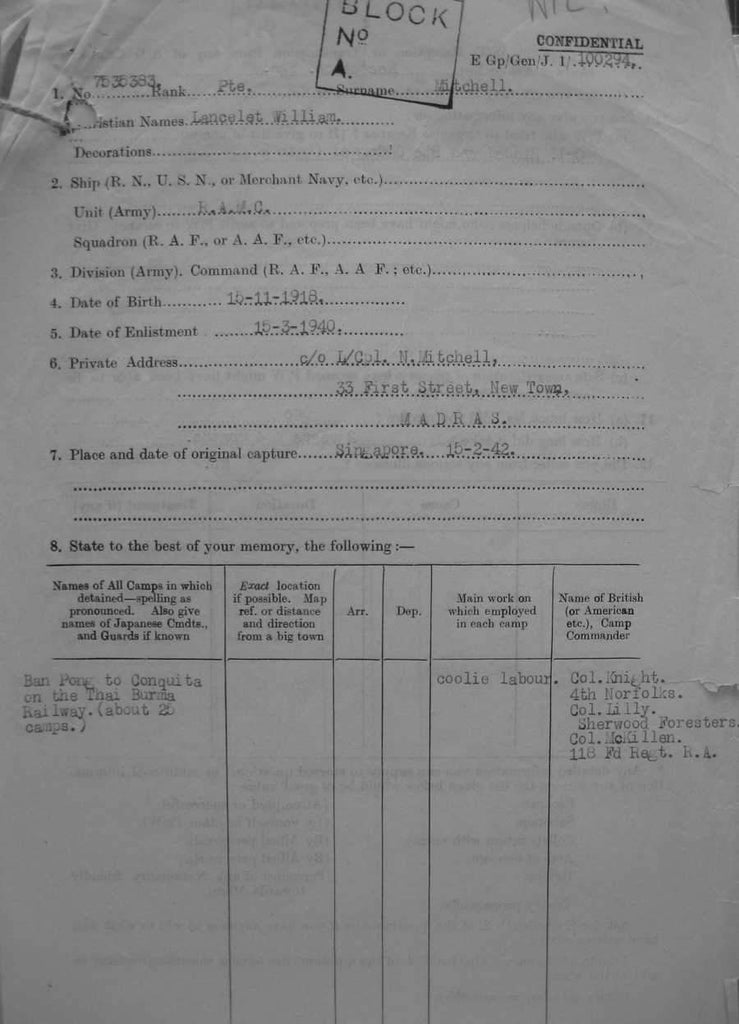 BLOCK
Nº
A.
NIL.
CONFIDENTIAL
E Gp/Gen/J. 1/.100294.
1. No. 7535383. Rank Pte. Surname Mitchell.
istian Names. Lancelet William.
Decorations
2. Ship (R. N., U. S. N., or Merchant Navy, etc.)
Unit (Army) R.A.M.C.
Squadron (R. A. F., or A. A. F., etc.)
3. Division (Army). Command (R. A. F., A. A F. ; etc.)
4. Date of Birth 15-11-1918.
5. Date of Enlistment 15-3-1940.
6. Private Address c/o L/Col. N.Mitchell,
33 First Street, New Town,
MADRAS.
7. Place and date of original capture Singapore. 15-2-42.
8. State to the best of your memory, the following :—
Names of All Camps in which
detained—spelling as
pronounced. Also give
names of Japanese Cmdts.,
and Guards if known
Exact location
if possible. Map
ref. or distance
and direction
from a big town
Arr.
Dep.
Main work on
which employed
in each camp
Name of British
(or American
etc.), Camp
Commander
Ban Pong to Conquita
on the Thai Burma
Railway.(about 25
camps.)
coolie labour.
Col.Knight.
4th Norfolks.
Col.Lilly.
Sherwood Foresters.
Col.McKillen.
118 Fd Regt. R.A.